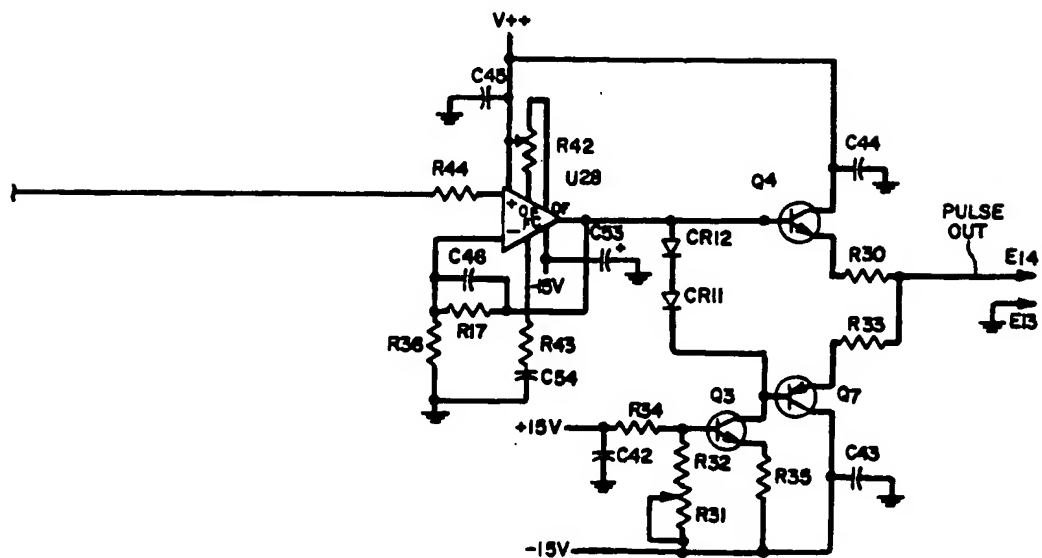 V++
C45
R42
R44
U28
C44
Q4
+
-
C53
+
CR12
PULSE
OUT
E14
R30
C46
-15V
CR11
E13
R17
R33
R36
R43
C54
Q3
Q7
R34
+15V
C42
R32
R35
C43
R31
-15V